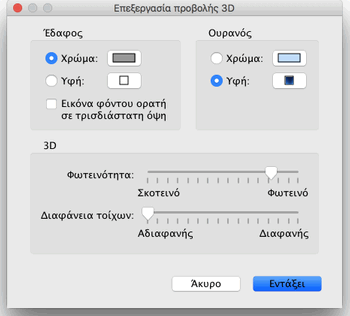 Επεξεργασία προβολής 3D
Έδαφος
Χρώμα:
Υφή:
Εικόνα φόντου ορατή
σε τρισδιάστατη όψη
Ουρανός
Χρώμα:
Υφή:
3D
Φωτεινότητα:
Σκοτεινό Φωτεινό
Διαφάνεια τοίχων:
Αδιαφανής Διαφανής
Άκυρο Εντάξει